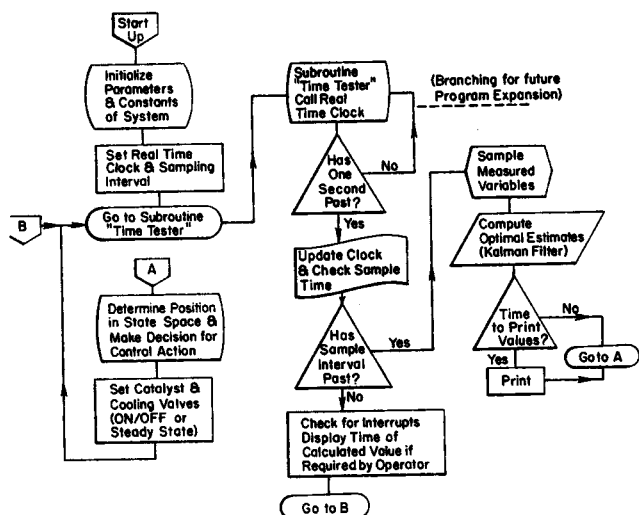 Start
Up
Initialize
Parameters
& Constants
of System
Set Real Time
Clock & Sampling
Interval
B
Go to Subroutine
"Time Tester"
A
Determine Position
in State Space &
Make Decision for
Control Action
Set Catalyst &
Cooling Valves
(ON/OFF or
Steady State)
Subroutine
"Time Tester"
Call Real
Time Clock
(Branching for future
Program Expansion)
Has
One
Second
Past?
No
Yes
Update Clock
& Check Sample
Time
Has
Sample
Interval
Past?
Yes
No
Check for Interrupts
Display Time of
Calculated Value if
Required by Operator
Go to B
Sample
Measured
Variables
Compute
Optimal Estimates
(Kalman Filter)
Time
to Print
Values?
No
Yes
Go to A
Print